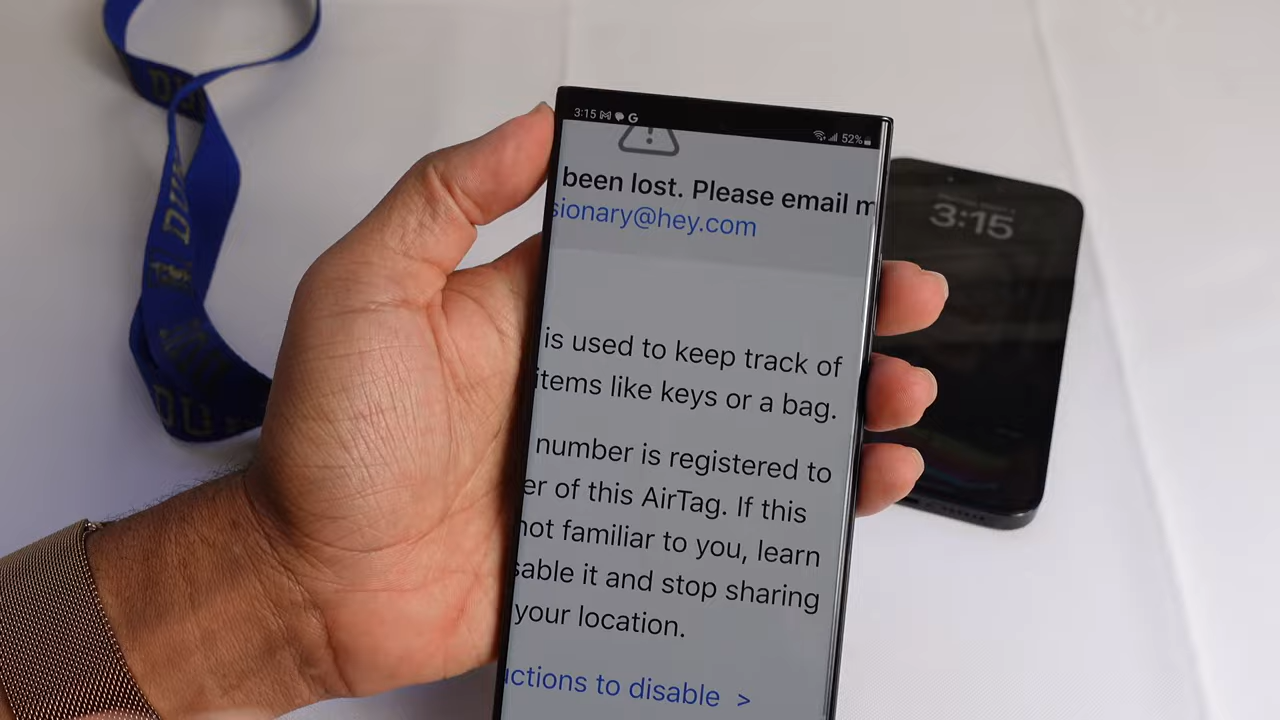 3:15
52%
been lost. Please email
sionary@hey.com
is used to keep track of
items like keys or a bag.
number is registered to
er of this AirTag. If this
not familiar to you, learn
sable it and stop sharing
your location.
ctions to disable >
3:15